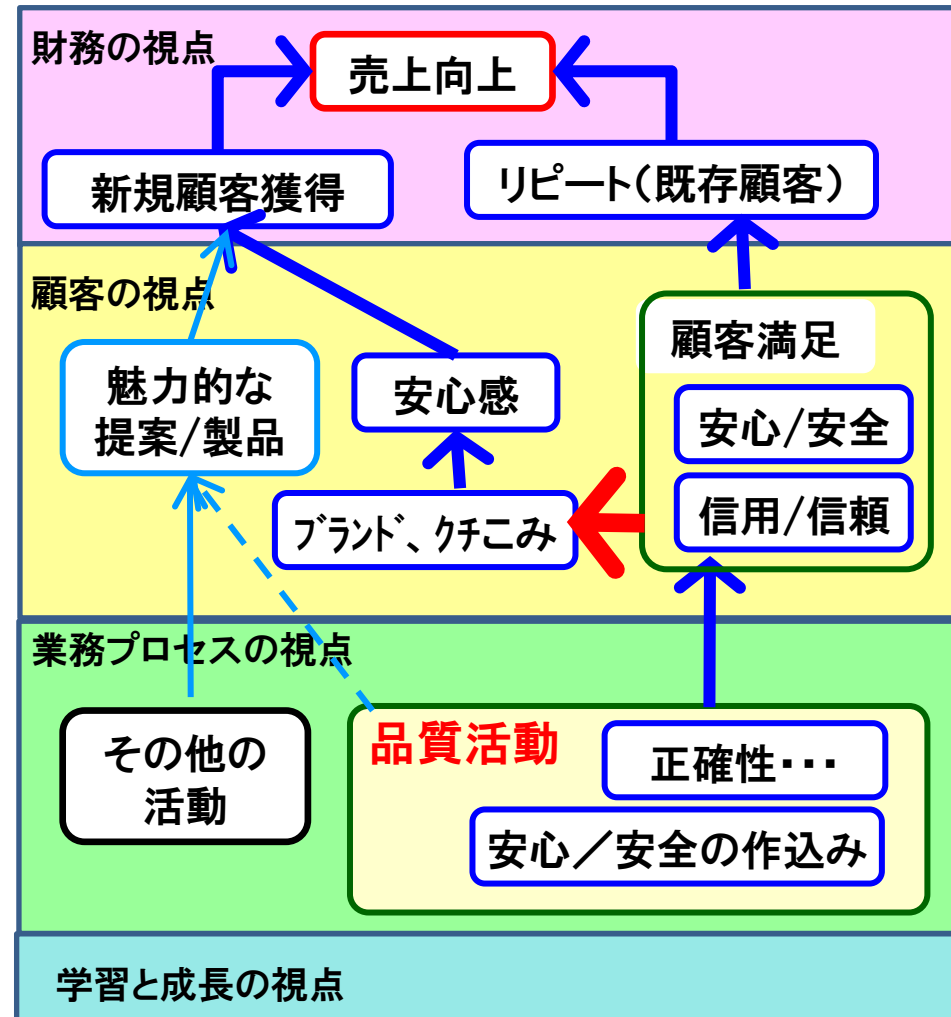 財務の視点
売上向上
新規顧客獲得
リピート(既存顧客)
顧客の視点
顧客満足
魅力的な
提案/製品
安心感
安心/安全
ﾌﾞﾗﾝﾄﾞ、ｸﾁこみ
信用/信頼
業務プロセスの視点
その他の
活動
品質活動
正確性・・・
安心／安全の作込み
学習と成長の視点